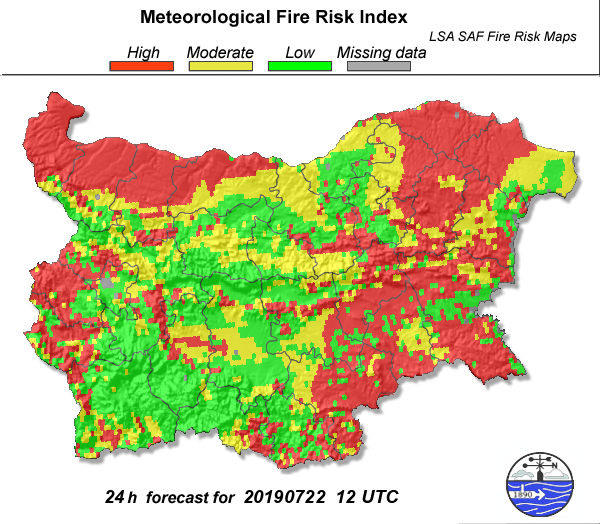 Meteorological Fire Risk Index
LSA SAF Fire Risk Maps
High Moderate Low Missing data
24 h forecast for 20190722 12 UTC
N
1890